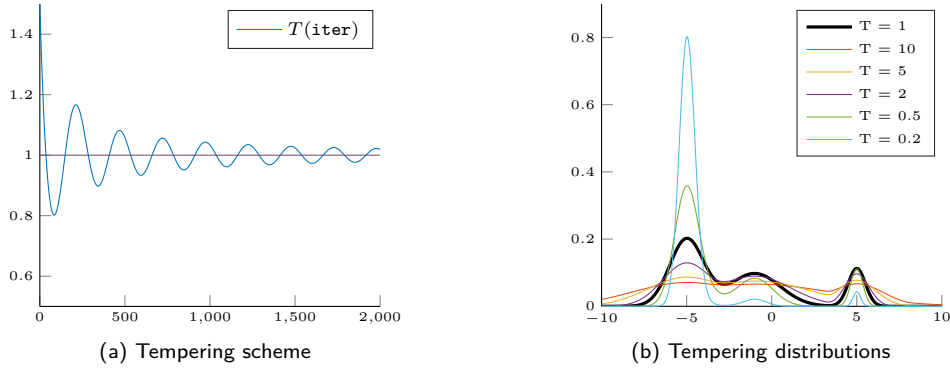 1.4
1.2
1
0.8
0.6
0
500
1,000
1,500
2,000
T(iter)
(a) Tempering scheme
0.8
0.6
0.4
0.2
0
−10
−5
0
5
10
T = 1
T = 10
T = 5
T = 2
T = 0.5
T = 0.2
(b) Tempering distributions